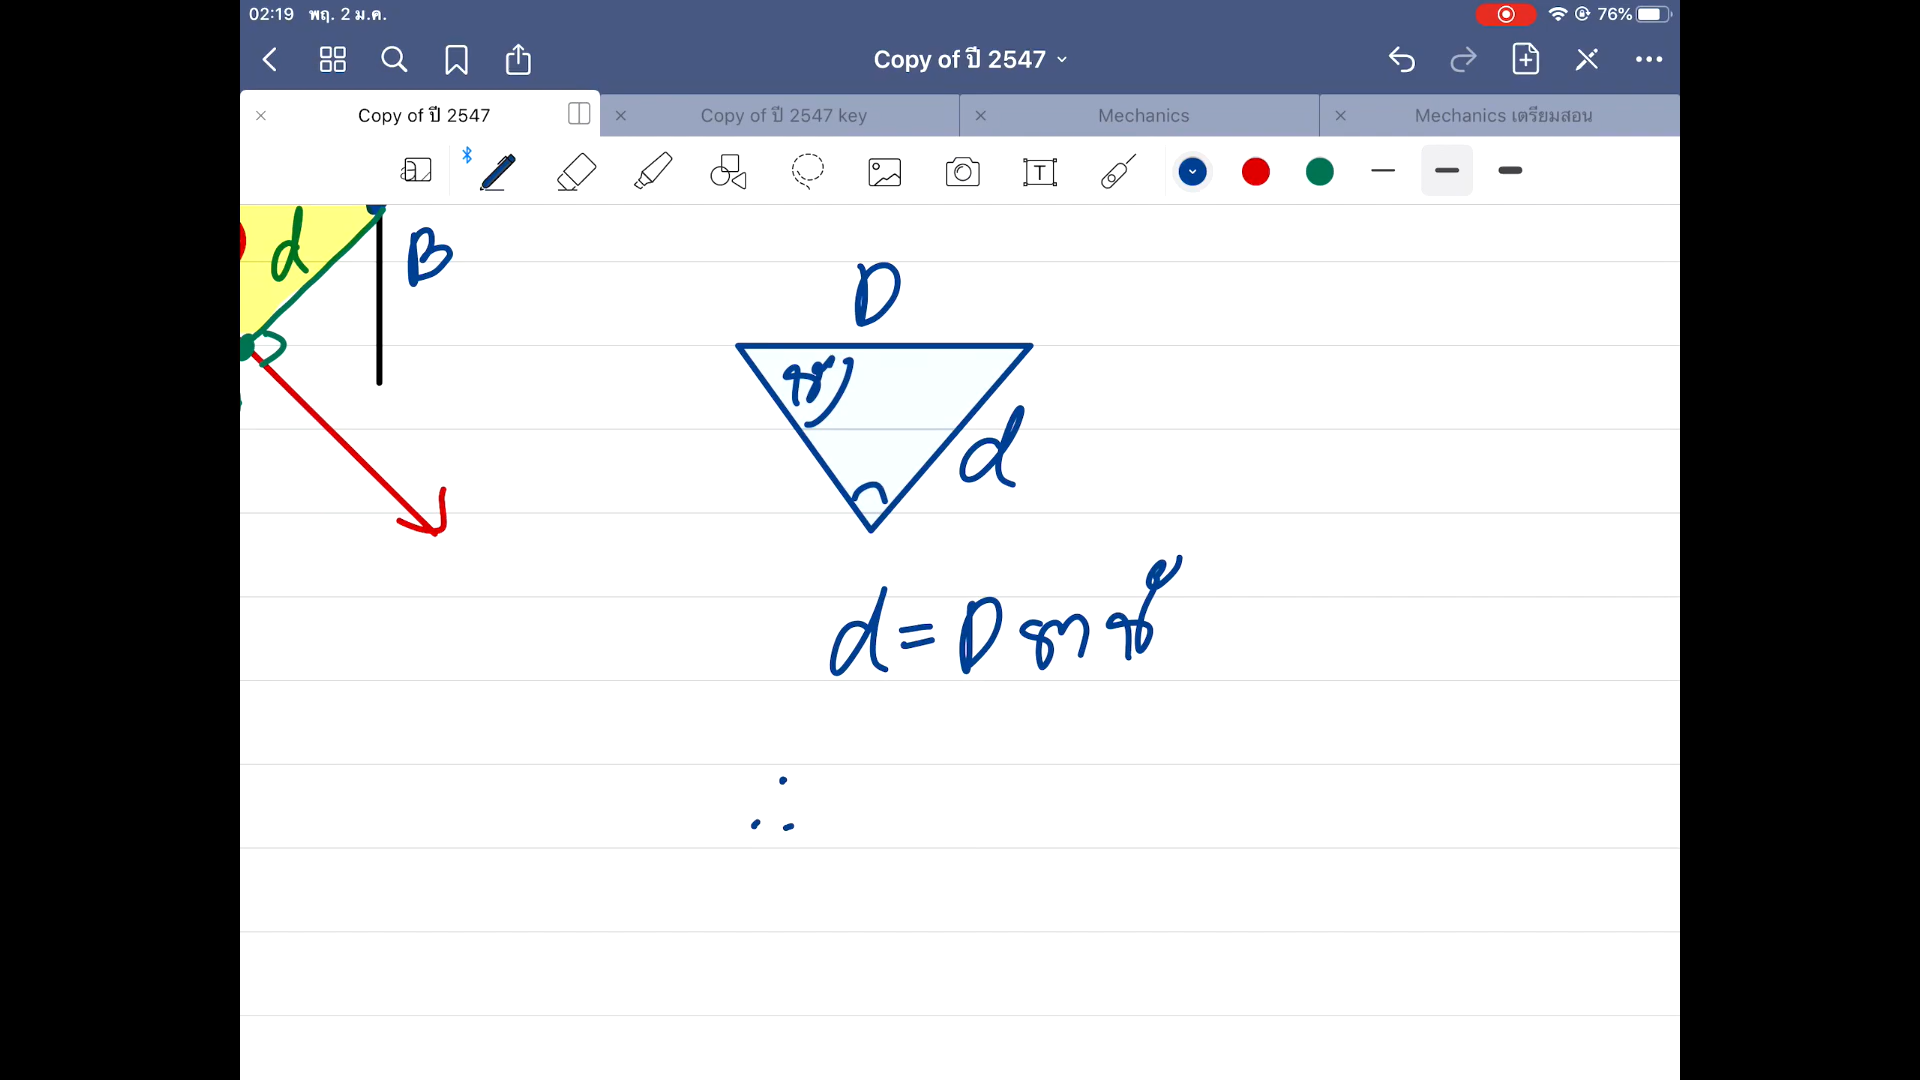 02:19 พฤ. 2 ม.ค.
76%
Copy of ปี 2547
Copy of ปี 2547
Copy of ปี 2547 key
Mechanics
Mechanics เตรียมสอน
d
B
D
d
d = D sin
∴